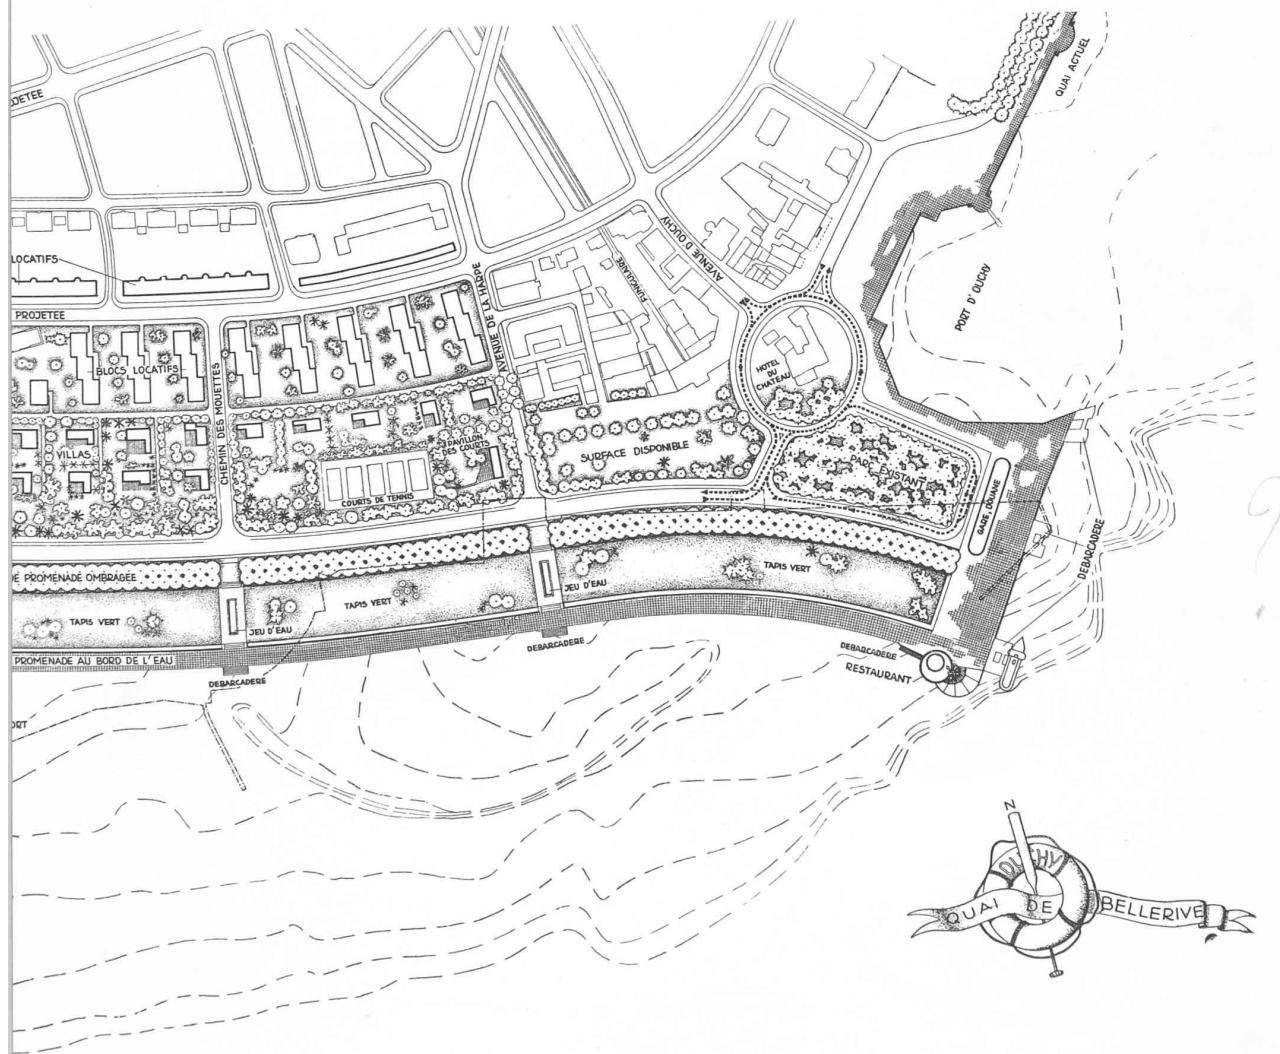 QUAI ACTUEL
JETEE
AVENUE D'OUCHY
LOCATIFS
FUNICULAIRE
PORT D'OUCHY
AVENUE DE LA HARPE
PROJETEE
BLOCS LOCATIFS
CHEMIN DES MOUETTES
HOTEL
DU
CHATEAU
VILLAS
PAVILLON
DES COURTS
SURFACE DISPONIBLE
PARC EXISTANT
COURTS DE TENNIS
GARE, DOUANE
DEBARCADERE
PROMENADE OMBRAGEE
TAPIS VERT
JEU D'EAU
TAPIS VERT
JEU D'EAU
TAPIS VERT
PROMENADE AU BORD DE L'EAU
DEBARCADERE
DEBARCADERE
DEBARCADERE
RESTAURANT
ORT
N
OUCHY
QUAI DE BELLERIVE